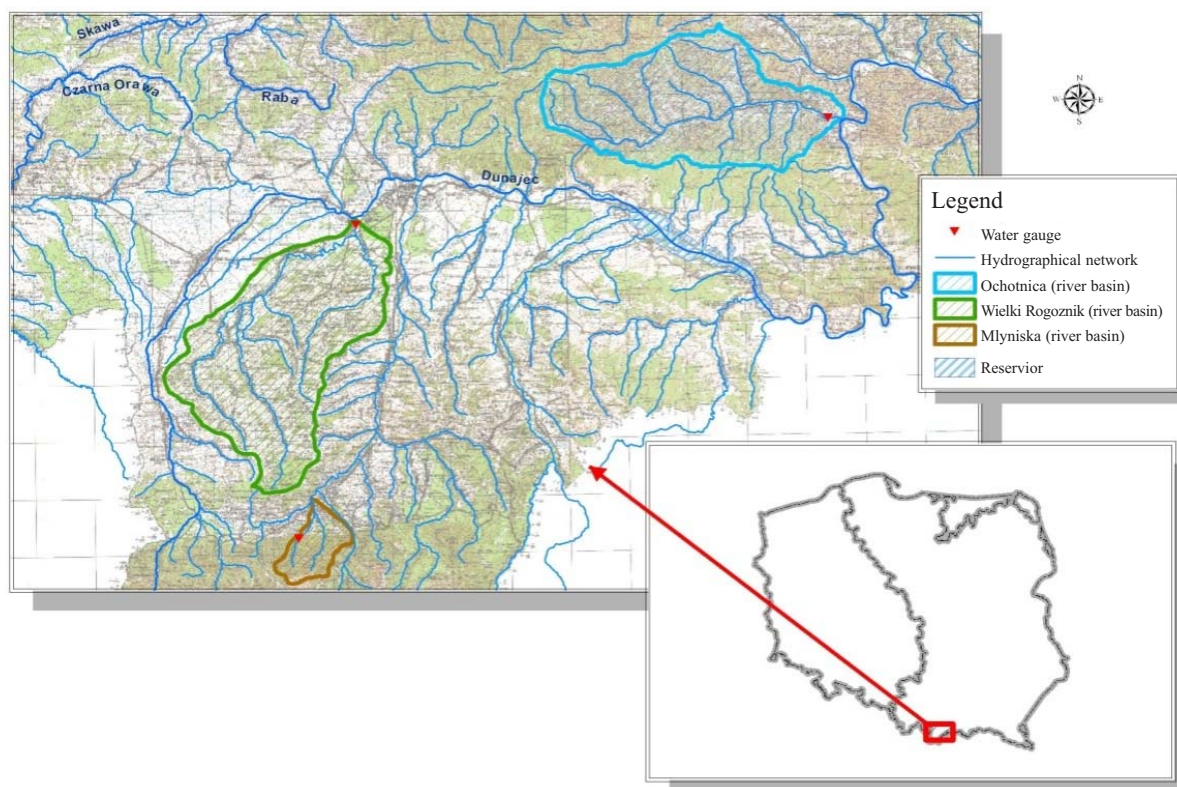 Skawa
Czarna Orawa
Raba
Dunajec
N
W E
S
Legend
Water gauge
Hydrographical network
Ochotnica (river basin)
Wielki Rogoznik (river basin)
Mlyniska (river basin)
Reservior